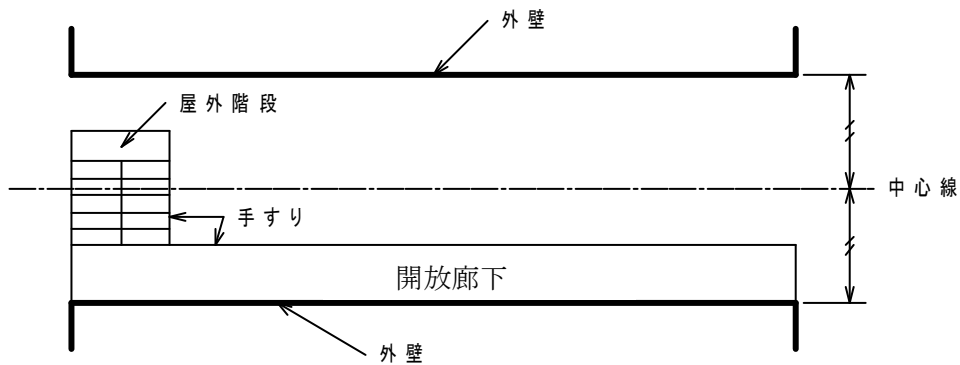 外壁
屋外階段
中心線
手すり
開放廊下
外壁